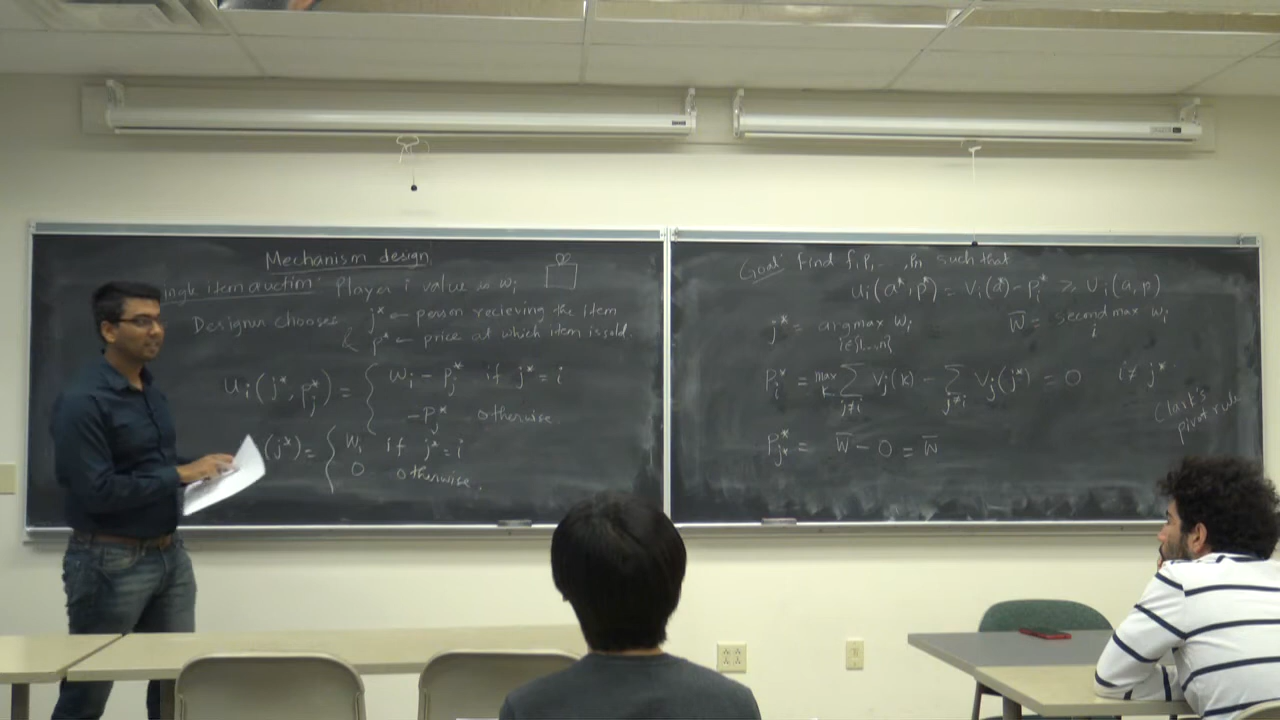 Mechanism design
ingle item auction: Player i value is wi
Designer chooses j* ← person recieving the item
& p* ← price at which item is sold.
ui(j*, pj*) = { wi - pj* if j* = i
-pj* otherwise
(j*) = { wi if j* = i
0 otherwise.
Goal: Find f, p, .. , pn such that
ui(a*, p*) = vi(a) - pi* ≥ ui(a, p)
j* = argmax wi
i∈{1,...,n}
w̄ = second max wi
i
pi* = max k ∑ j≠i vj(k) - ∑ j≠i vj(j*) = 0 i≠j*
Clark's
pivot rule
pj** = w̄ - 0 = w̄